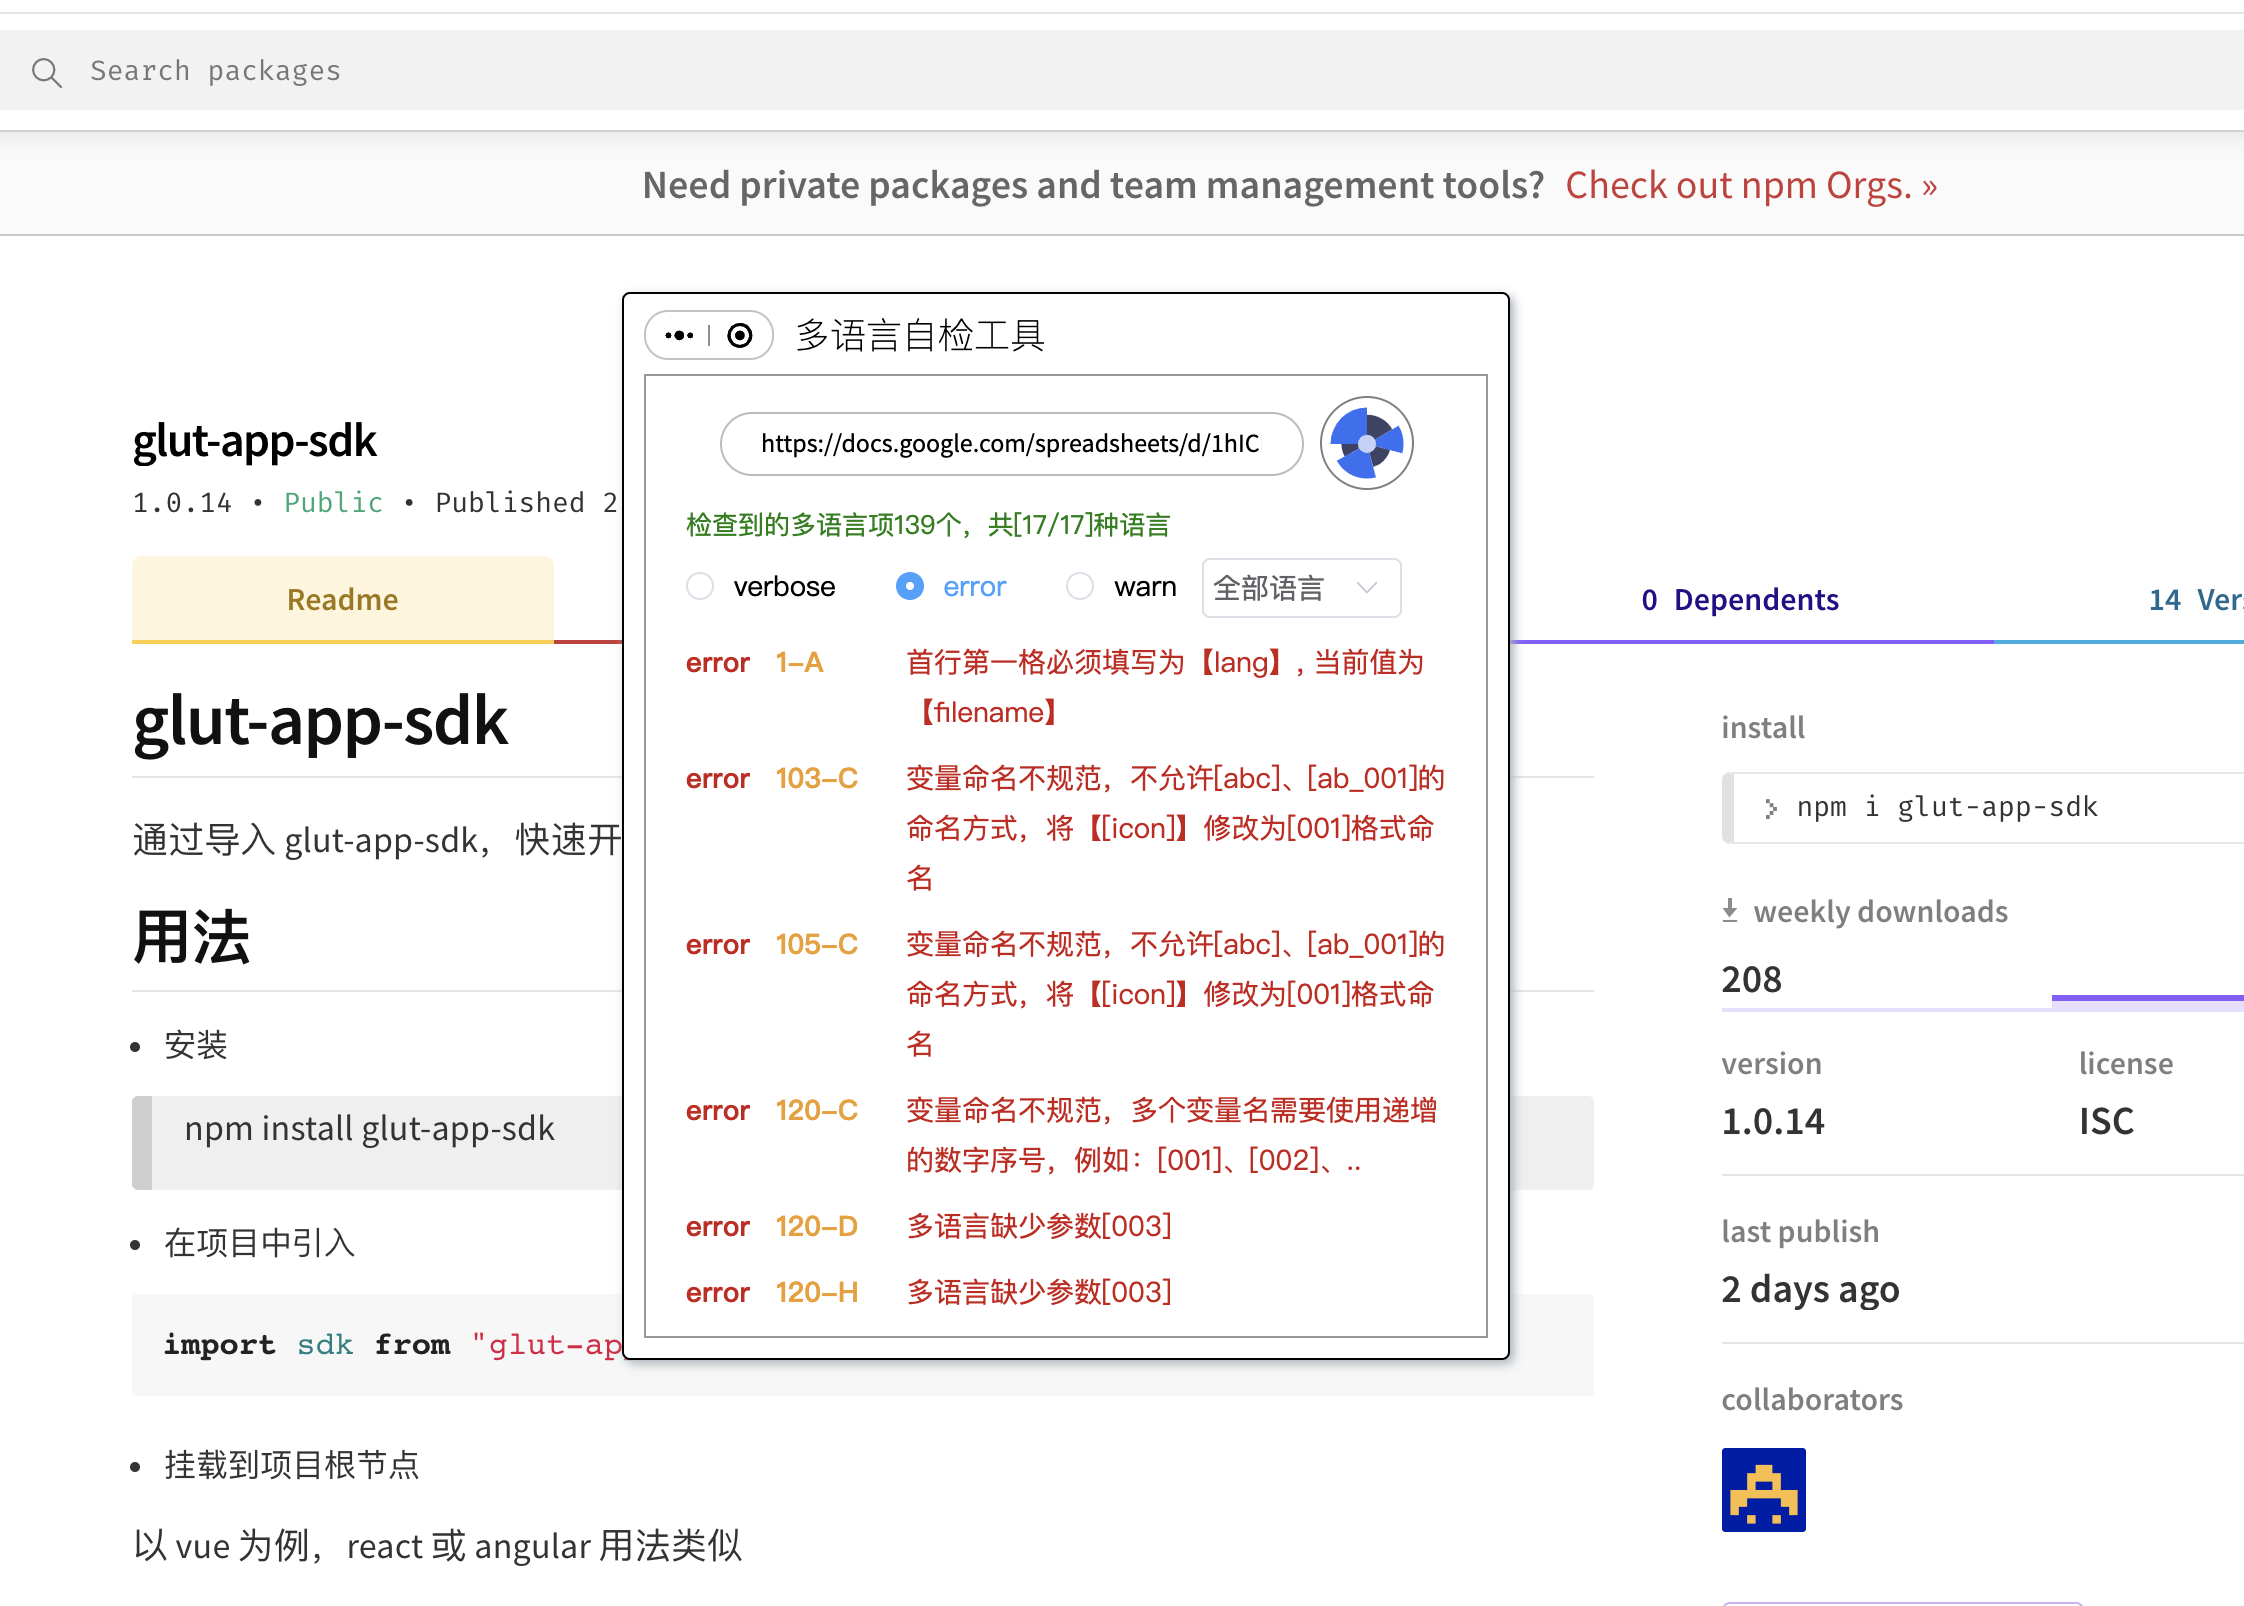 Search packages
Need private packages and team management tools? Check out npm Orgs. »
glut-app-sdk
1.0.14 • Public • Published 2
Readme
0 Dependents
14 Ver
glut-app-sdk
通过导入 glut-app-sdk，快速开
用法
• 安装
npm install glut-app-sdk
• 在项目中引入
import sdk from "glut-ap
• 挂载到项目根节点
以 vue 为例，react 或 angular 用法类似
多语言自检工具
https://docs.google.com/spreadsheets/d/1hIC
检查到的多语言项139个，共[17/17]种语言
verbose error warn 全部语言
error 1-A 首行第一格必须填写为【lang】, 当前值为
【filename】
error 103-C 变量命名不规范，不允许[abc]、[ab_001]的
命名方式，将【[icon]】修改为[001]格式命
名
error 105-C 变量命名不规范，不允许[abc]、[ab_001]的
命名方式，将【[icon]】修改为[001]格式命
名
error 120-C 变量命名不规范，多个变量名需要使用递增
的数字序号，例如：[001]、[002]、..
error 120-D 多语言缺少参数[003]
error 120-H 多语言缺少参数[003]
install
npm i glut-app-sdk
weekly downloads
208
version
license
1.0.14
ISC
last publish
2 days ago
collaborators